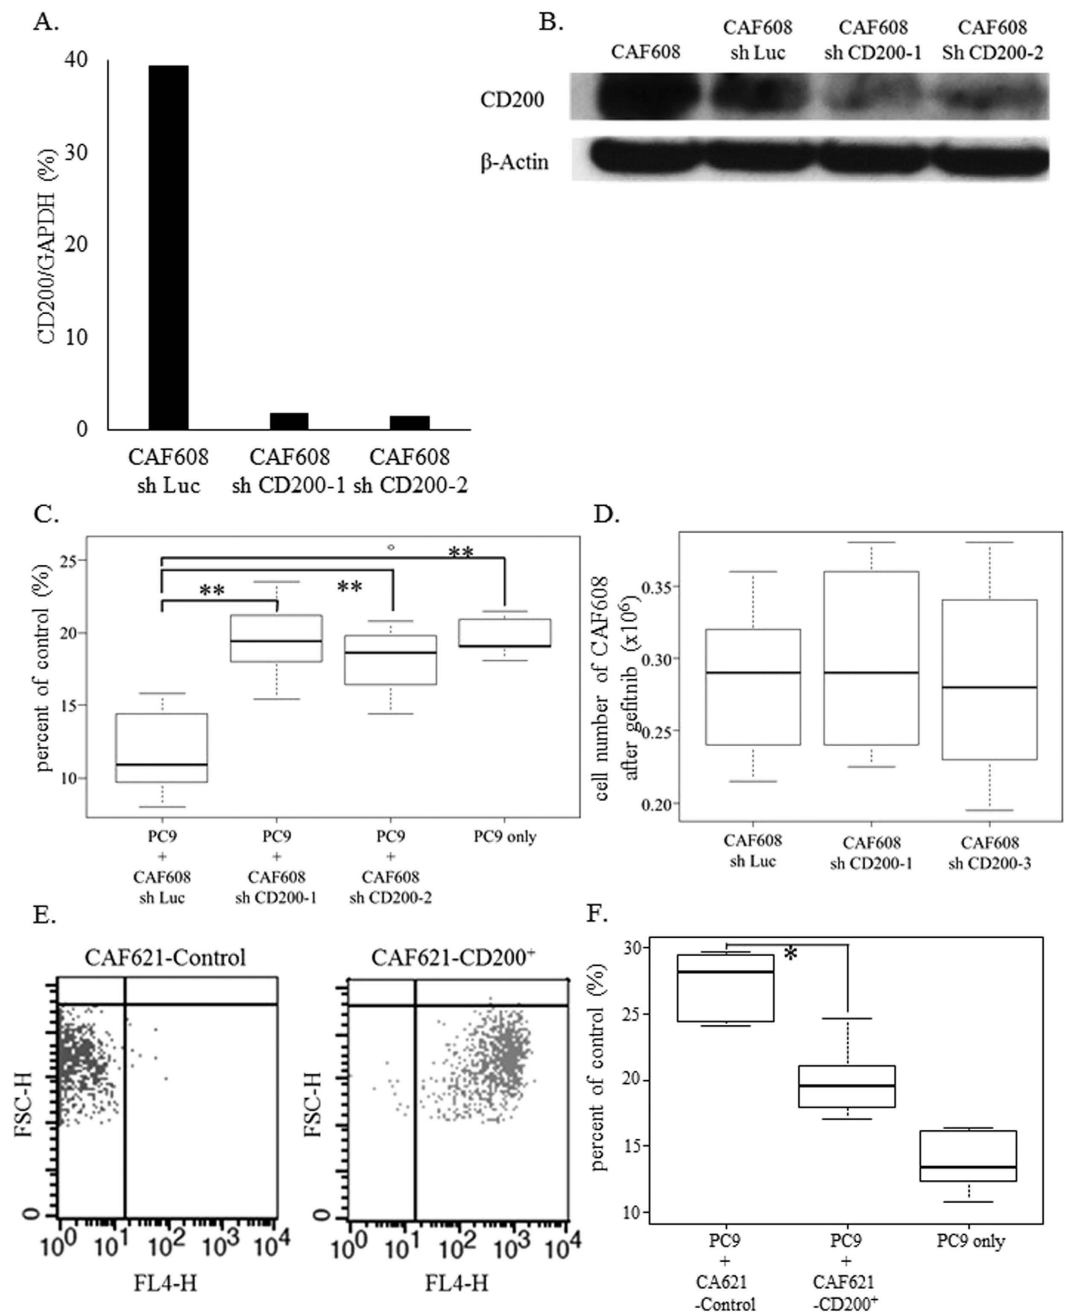 A.
40
30
20
10
0
CD200/GAPDH (%)
CAF608
sh Luc
CAF608
sh CD200-1
CAF608
sh CD200-2
B.
CAF608
CAF608
sh Luc
CAF608
sh CD200-1
CAF608
Sh CD200-2
CD200
β-Actin
C.
percent of control (%)
25
20
15
10
**
**
**
PC9
+
CAF608
sh Luc
PC9
+
CAF608
sh CD200-1
PC9
+
CAF608
sh CD200-2
PC9 only
D.
cell number of CAF608
after gefitnib (x10⁶)
0.35
0.30
0.25
0.20
CAF608
sh Luc
CAF608
sh CD200-1
CAF608
sh CD200-3
E.
CAF621-Control
FSC-H
0
10⁰ 10¹ 10² 10³ 10⁴
FL4-H
CAF621-CD200⁺
FSC-H
0
10⁰ 10¹ 10² 10³ 10⁴
FL4-H
F.
percent of control (%)
30
25
20
15
10
*
PC9
+
CA621
-Control
PC9
+
CAF621
-CD200⁺
PC9 only